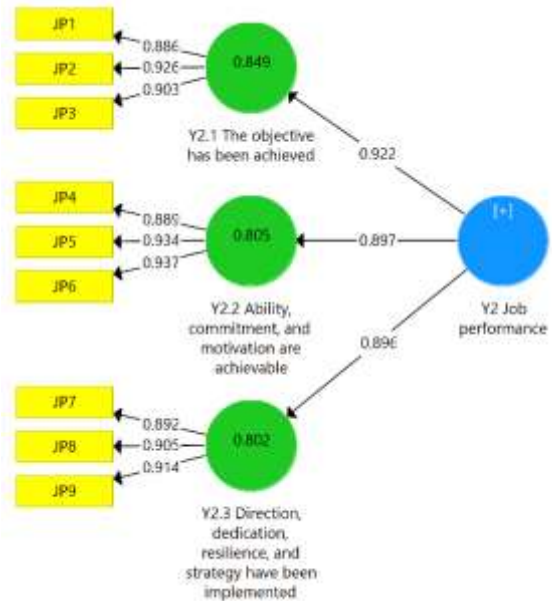 JP1
0.886
JP2
0.926
0.849
JP3
0.903
Y2.1 The objective
has been achieved
0.922
JP4
0.889
JP5
0.934
0.805
JP6
0.937
0.897
[+]
Y2.2 Ability,
commitment, and
motivation are
achievable
Y2 Job
performance
0.896
JP7
0.892
JP8
0.905
0.802
JP9
0.914
Y2.3 Direction,
dedication,
resilience, and
strategy have been
implemented